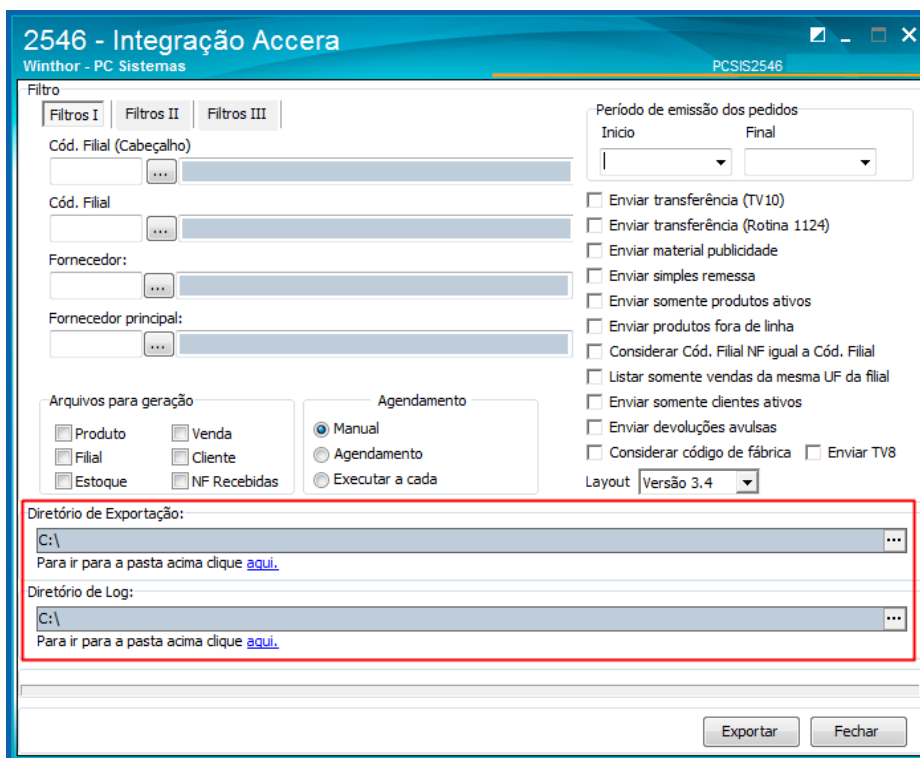 2546 - Integração Accera
Winthor - PC Sistemas
PCSIS2546
Filtro
Filtros I
Filtros II
Filtros III
Cód. Filial (Cabeçalho)
...
Cód. Filial
...
Fornecedor:
...
Fornecedor principal:
...
Período de emissão dos pedidos
Inicio
Final
Enviar transferência (TV10)
Enviar transferência (Rotina 1124)
Enviar material publicidade
Enviar simples remessa
Enviar somente produtos ativos
Enviar produtos fora de linha
Considerar Cód. Filial NF igual a Cód. Filial
Listar somente vendas da mesma UF da filial
Enviar somente clientes ativos
Enviar devoluções avulsas
Considerar código de fábrica
Enviar TV8
Layout
Versão 3.4
Arquivos para geração
Produto
Venda
Filial
Cliente
Estoque
NF Recebidas
Agendamento
Manual
Agendamento
Executar a cada
Diretório de Exportação:
C:\
...
Para ir para a pasta acima clique aqui.
Diretório de Log:
C:\
...
Para ir para a pasta acima clique aqui.
Exportar
Fechar